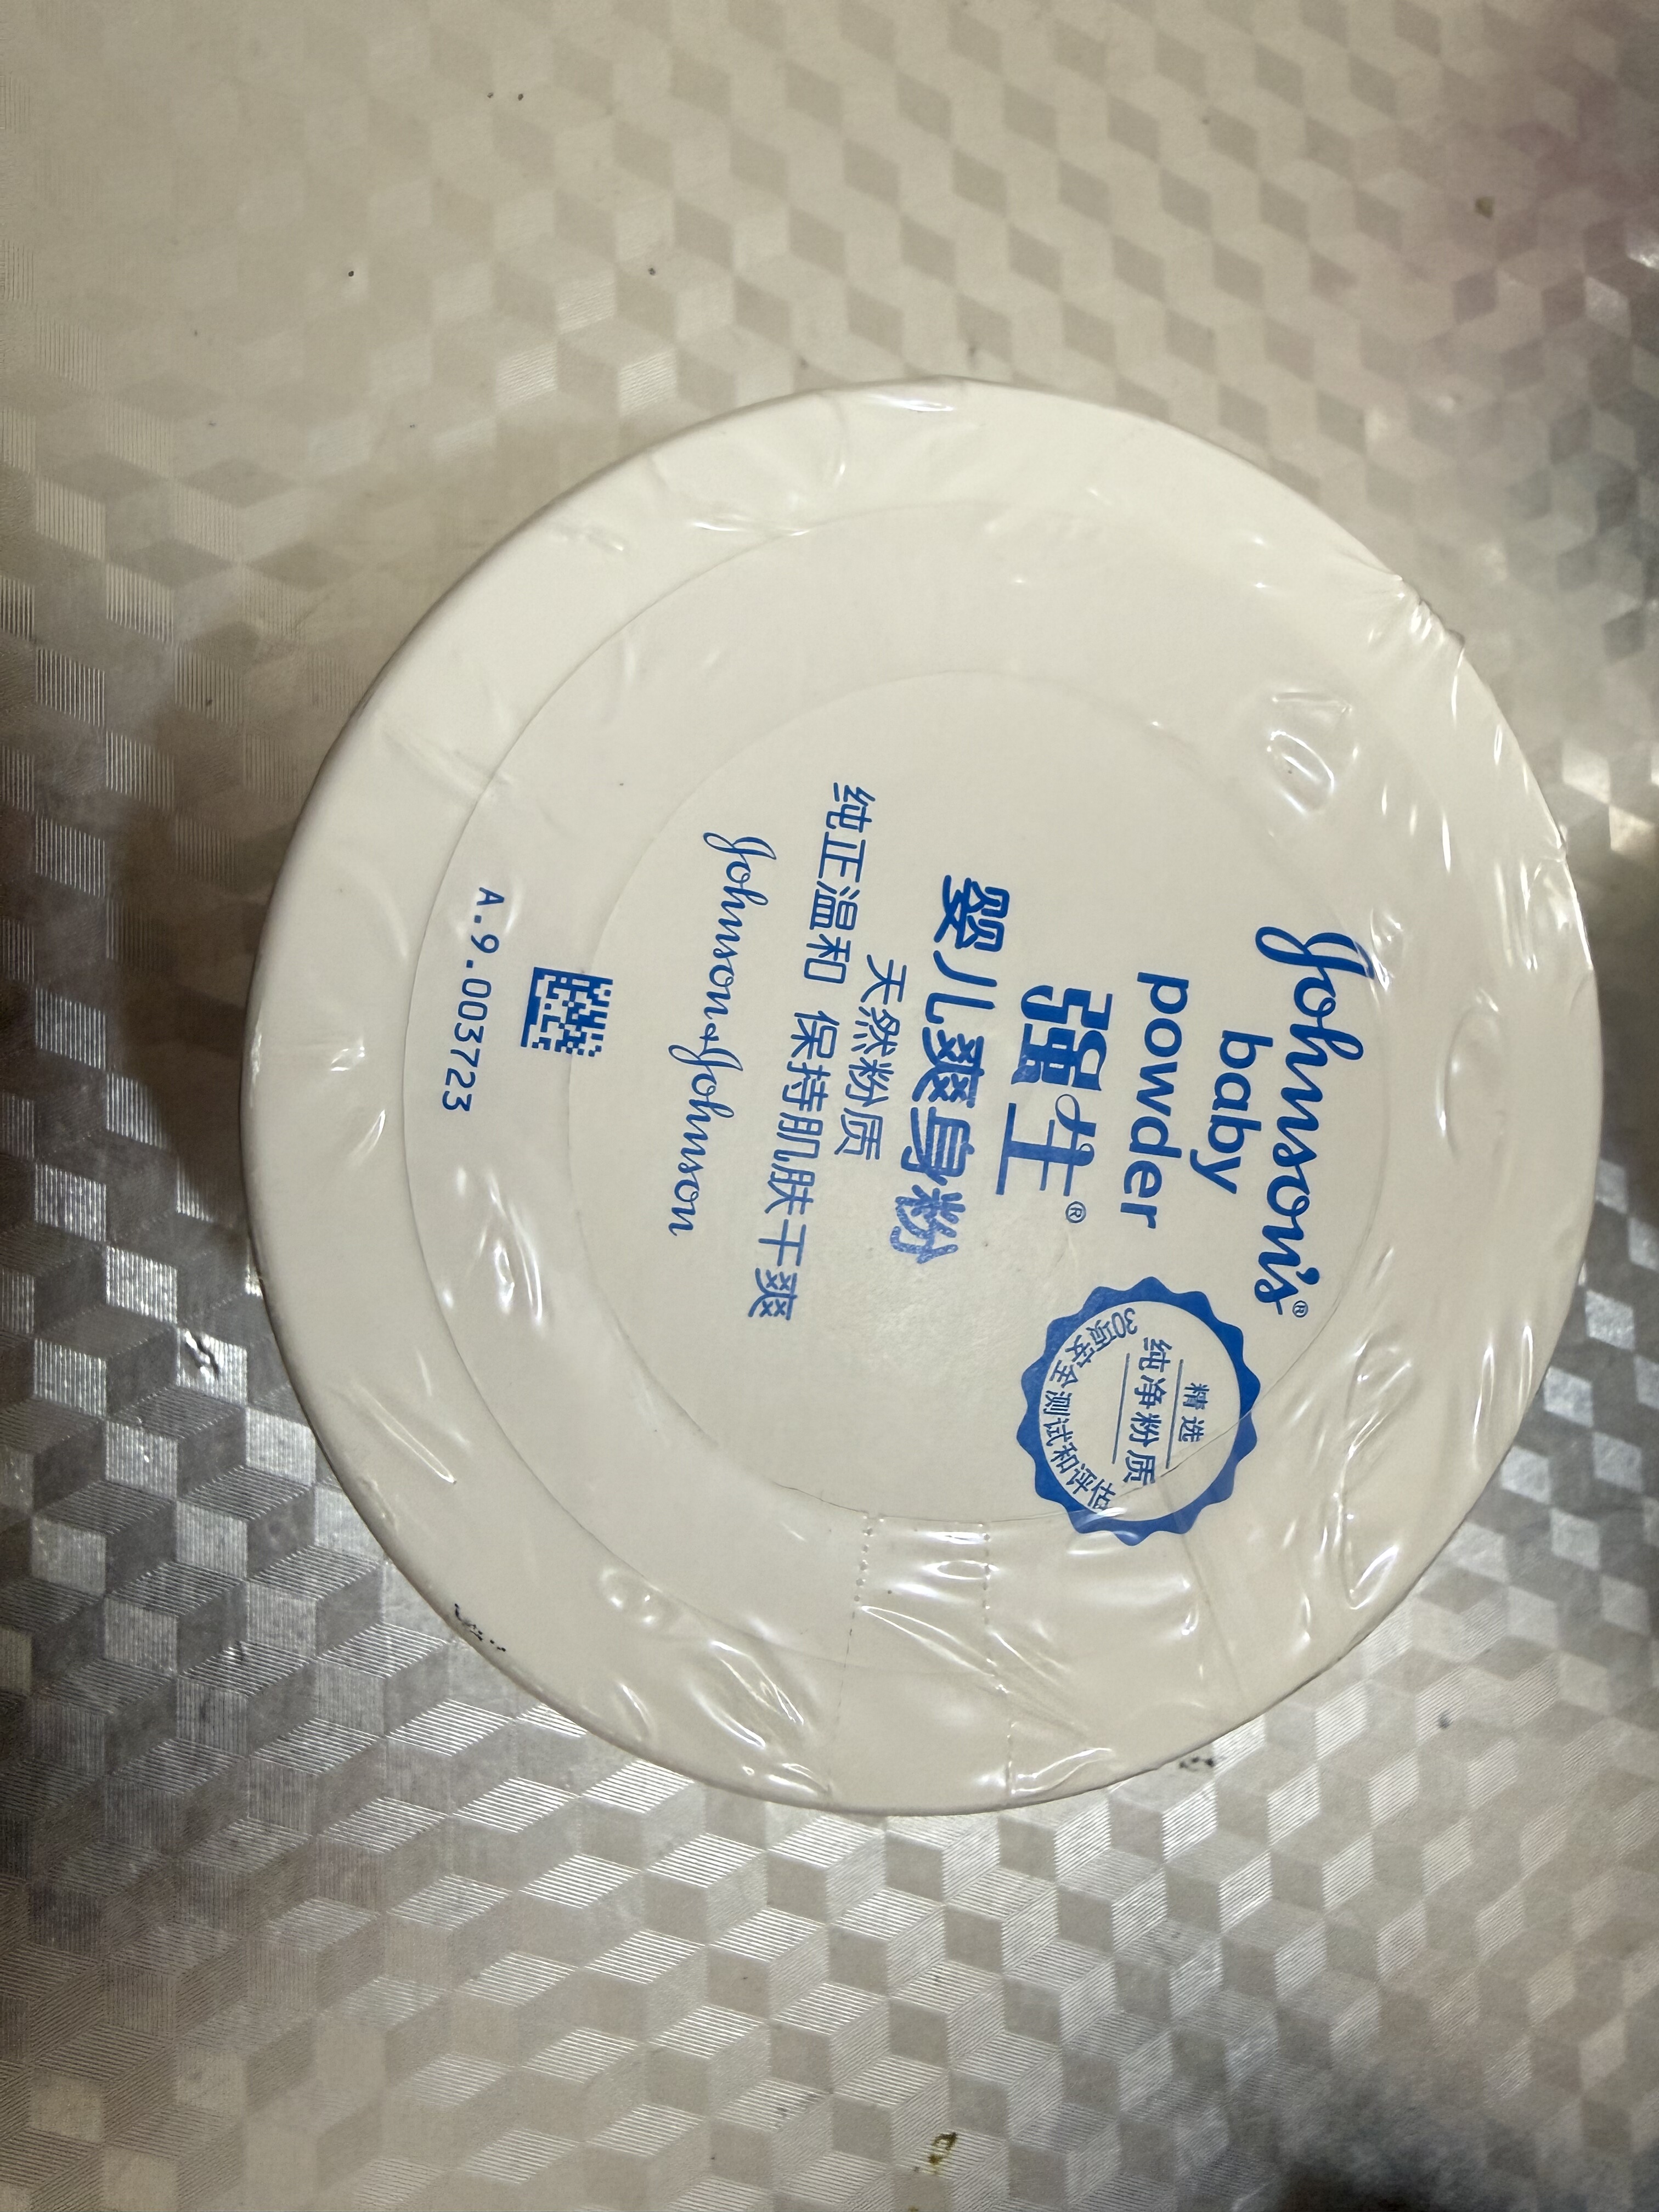 Johnson's®
baby
powder
强生®
婴儿爽身粉
天然粉质
纯正温和 保持肌肤干爽
Johnson & Johnson
精选
纯净粉质
30项安全测试和评估
A.9.003723